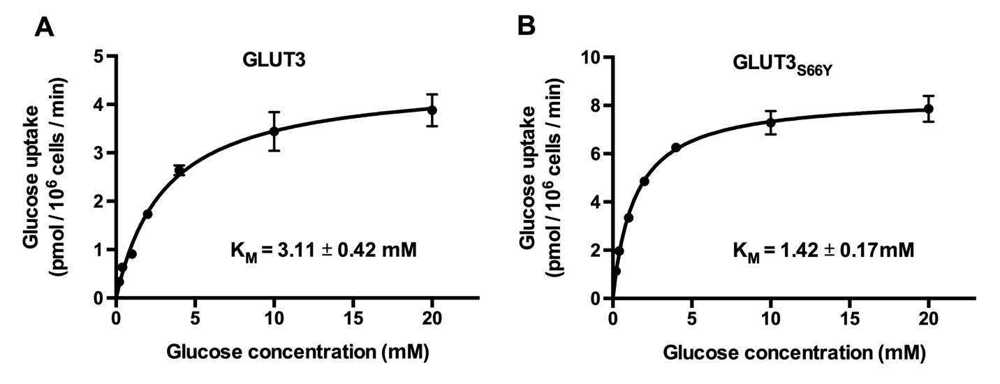 A
GLUT3
Glucose uptake
(pmol / 10⁶ cells / min)
5
4
3
2
1
0
K_M = 3.11 ± 0.42 mM
0 5 10 15 20
Glucose concentration (mM)
B
GLUT3_S66Y
Glucose uptake
(pmol / 10⁶ cells / min)
10
8
6
4
2
0
K_M = 1.42 ± 0.17mM
0 5 10 15 20
Glucose concentration (mM)